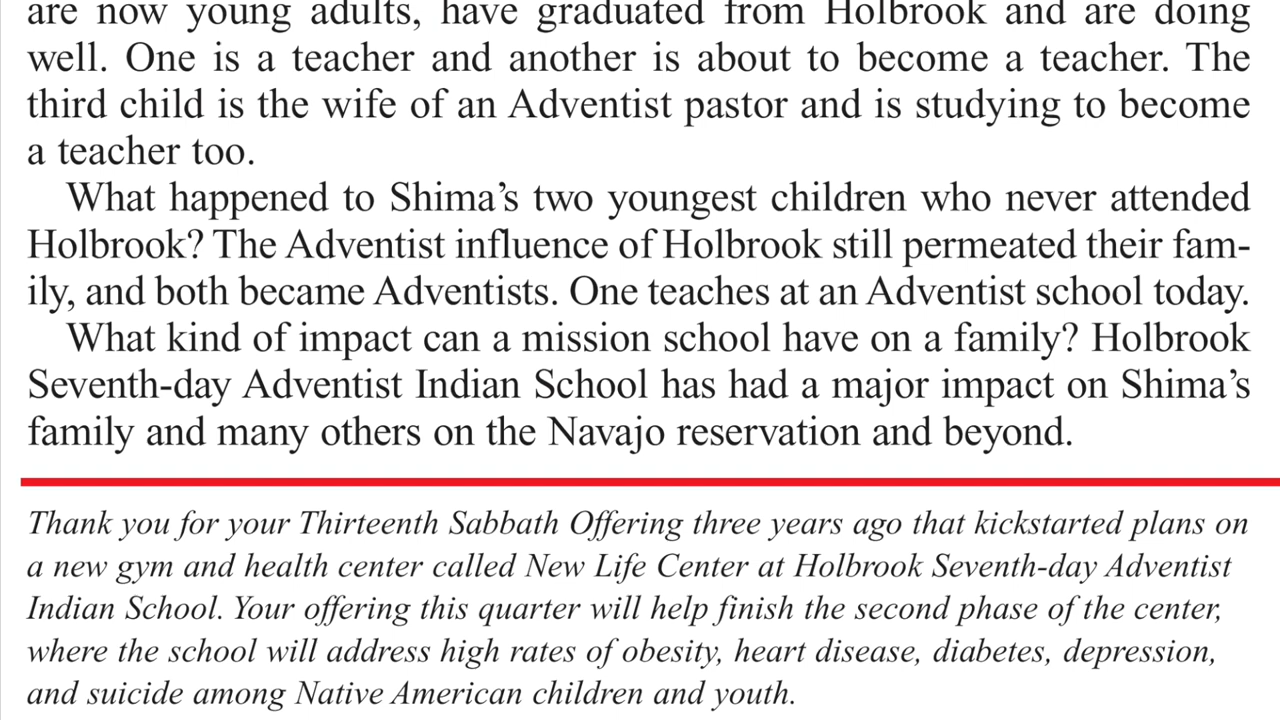 are now young adults, have graduated from Holbrook and are doing
well. One is a teacher and another is about to become a teacher. The
third child is the wife of an Adventist pastor and is studying to become
a teacher too.
What happened to Shima’s two youngest children who never attended
Holbrook? The Adventist influence of Holbrook still permeated their fam-
ily, and both became Adventists. One teaches at an Adventist school today.
What kind of impact can a mission school have on a family? Holbrook
Seventh-day Adventist Indian School has had a major impact on Shima’s
family and many others on the Navajo reservation and beyond.
Thank you for your Thirteenth Sabbath Offering three years ago that kickstarted plans on
a new gym and health center called New Life Center at Holbrook Seventh-day Adventist
Indian School. Your offering this quarter will help finish the second phase of the center,
where the school will address high rates of obesity, heart disease, diabetes, depression,
and suicide among Native American children and youth.